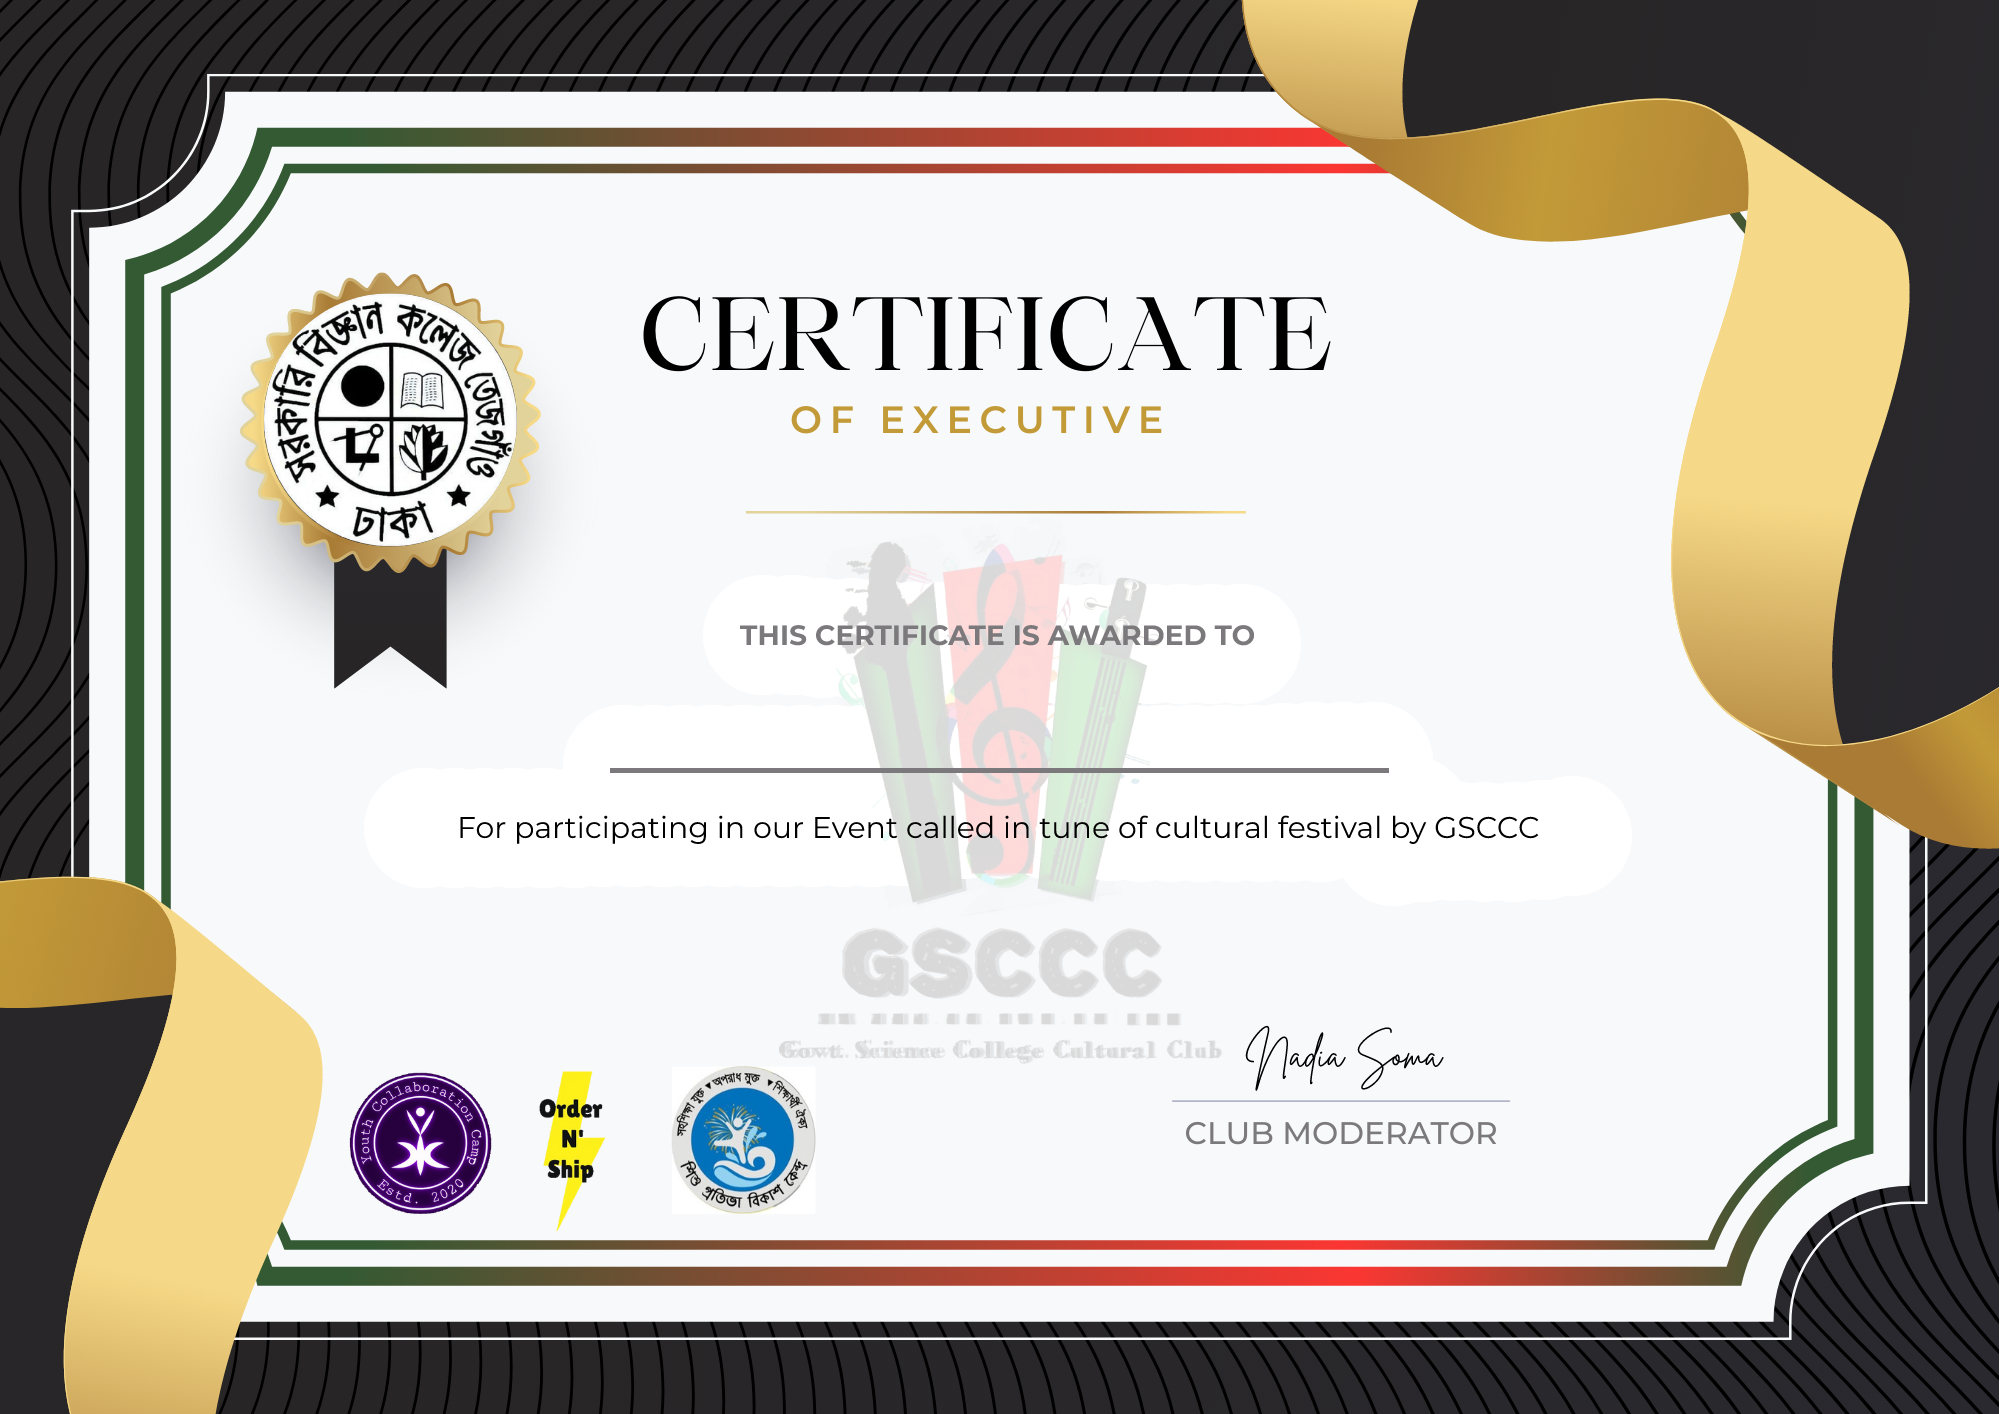 CERTIFICATE
OF EXECUTIVE
সরকারি বিজ্ঞান কলেজ তেজগাঁও
ঢাকা
THIS CERTIFICATE IS AWARDED TO
For participating in our Event called in tune of cultural festival by GSCCC
GSCCC
Govt. Science College Cultural Club
Nadia Soma
CLUB MODERATOR
Youth Collaboration Camp
Estd. 2020
Order
N'
Ship
সহশিক্ষা যুক্ত ▾ অপরাধ মুক্ত ▾ শিক্ষার্থী ঐক্য
শিশু প্রতিভা বিকাশ কেন্দ্র